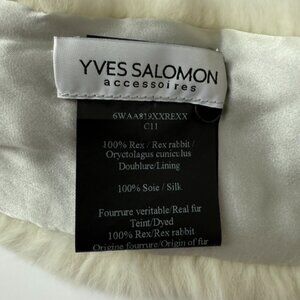 YVES SALOMON
accessoires
6WAA819XXREXX
C11
100% Rex / Rex rabbit /
Oryctolagus cuniculus
Doublure/Lining
100% Soie / Silk
Fourrure veritable/Real fur
Teint/Dyed
100% Rex/Rex rabbit
Origine fourrure/Origin of fur